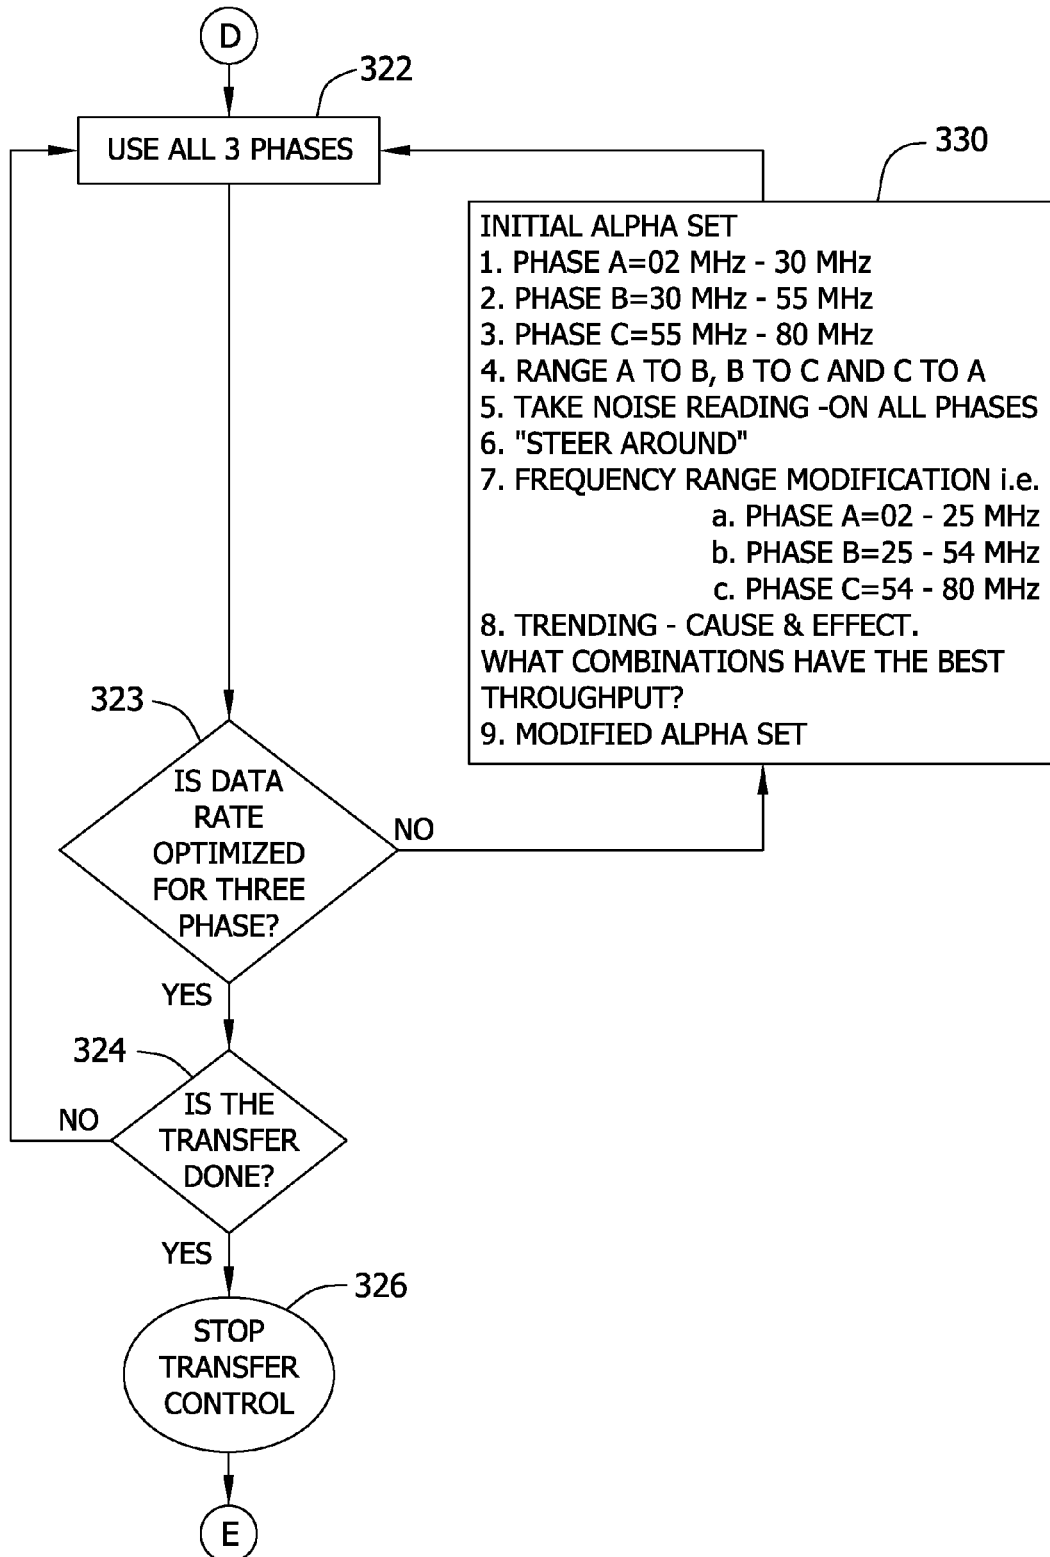 D
322
USE ALL 3 PHASES
330
INITIAL ALPHA SET
1. PHASE A=02 MHz - 30 MHz
2. PHASE B=30 MHz - 55 MHz
3. PHASE C=55 MHz - 80 MHz
4. RANGE A TO B, B TO C AND C TO A
5. TAKE NOISE READING -ON ALL PHASES
6. "STEER AROUND"
7. FREQUENCY RANGE MODIFICATION i.e.
a. PHASE A=02 - 25 MHz
b. PHASE B=25 - 54 MHz
c. PHASE C=54 - 80 MHz
8. TRENDING - CAUSE & EFFECT.
WHAT COMBINATIONS HAVE THE BEST
THROUGHPUT?
9. MODIFIED ALPHA SET
323
IS DATA
RATE
OPTIMIZED
FOR THREE
PHASE?
NO
YES
324
IS THE
TRANSFER
DONE?
NO
YES
326
STOP
TRANSFER
CONTROL
E